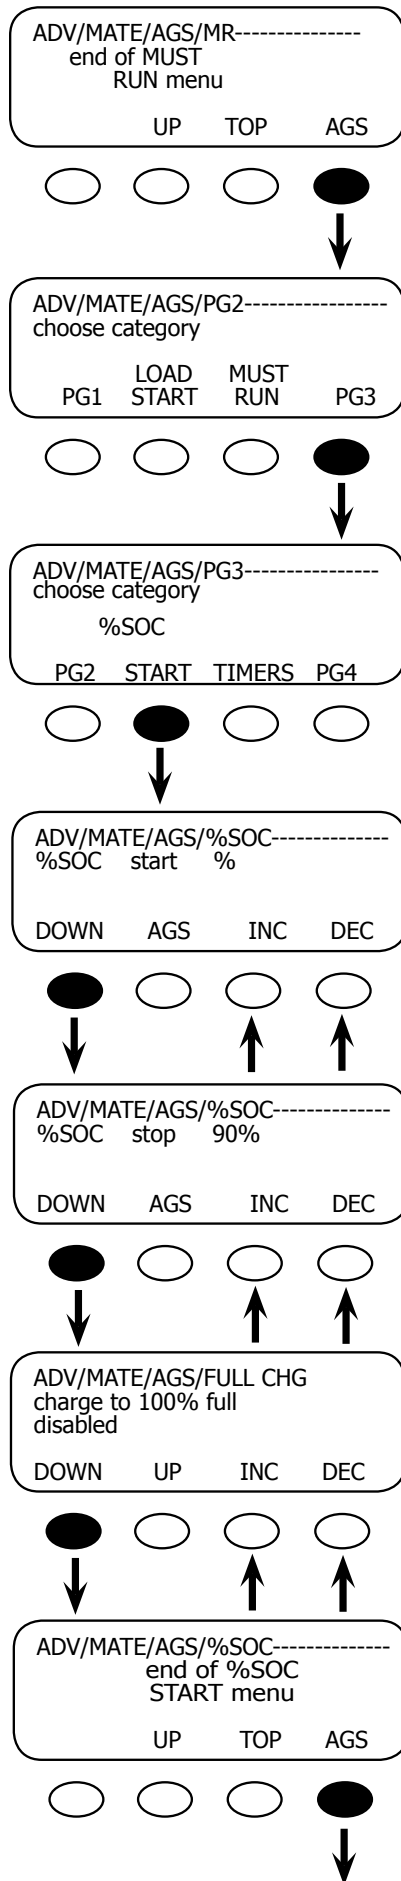 ADV/MATE/AGS/MR---------------
end of MUST
RUN menu
UP TOP AGS
ADV/MATE/AGS/PG2-----------------
choose category
LOAD MUST
PG1 START RUN PG3
ADV/MATE/AGS/PG3----------------
choose category
%SOC
PG2 START TIMERS PG4
ADV/MATE/AGS/%SOC--------------
%SOC start %
DOWN AGS INC DEC
ADV/MATE/AGS/%SOC--------------
%SOC stop 90%
DOWN AGS INC DEC
ADV/MATE/AGS/FULL CHG
charge to 100% full
disabled
DOWN UP INC DEC
ADV/MATE/AGS/%SOC--------------
end of %SOC
START menu
UP TOP AGS